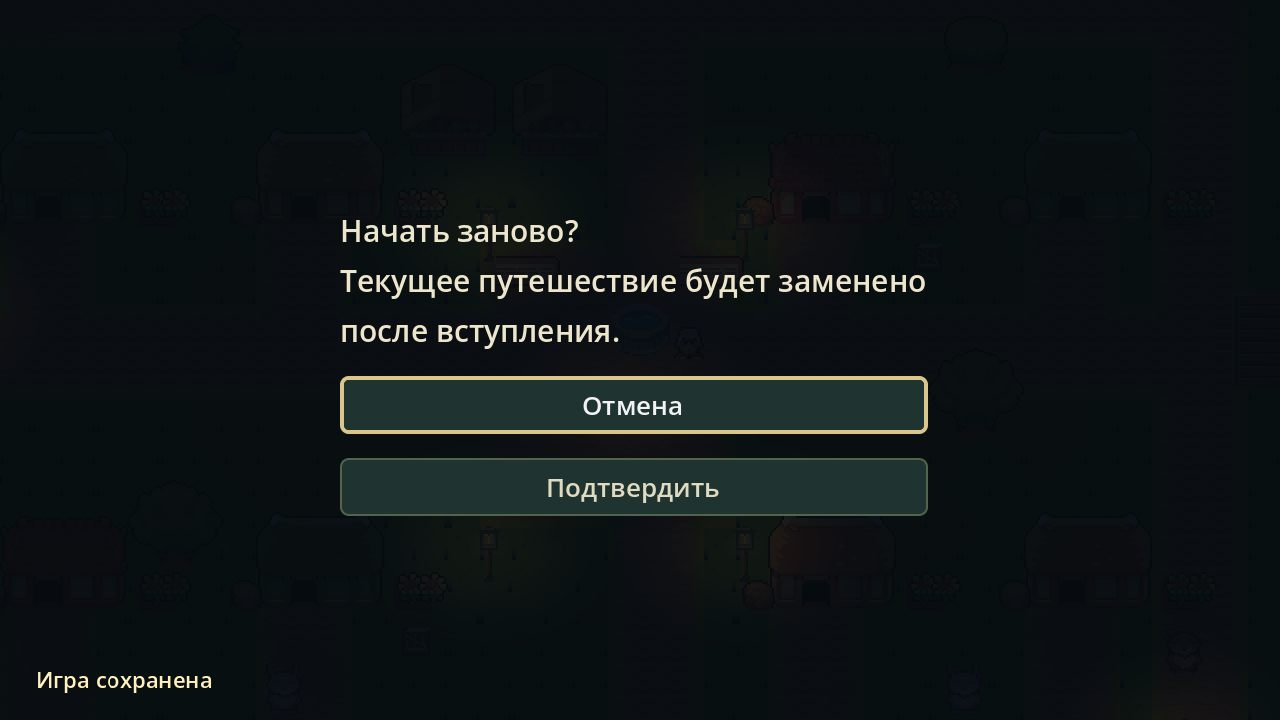 Начать заново?
Текущее путешествие будет заменено
после вступления.
Отмена
Подтвердить
Игра сохранена